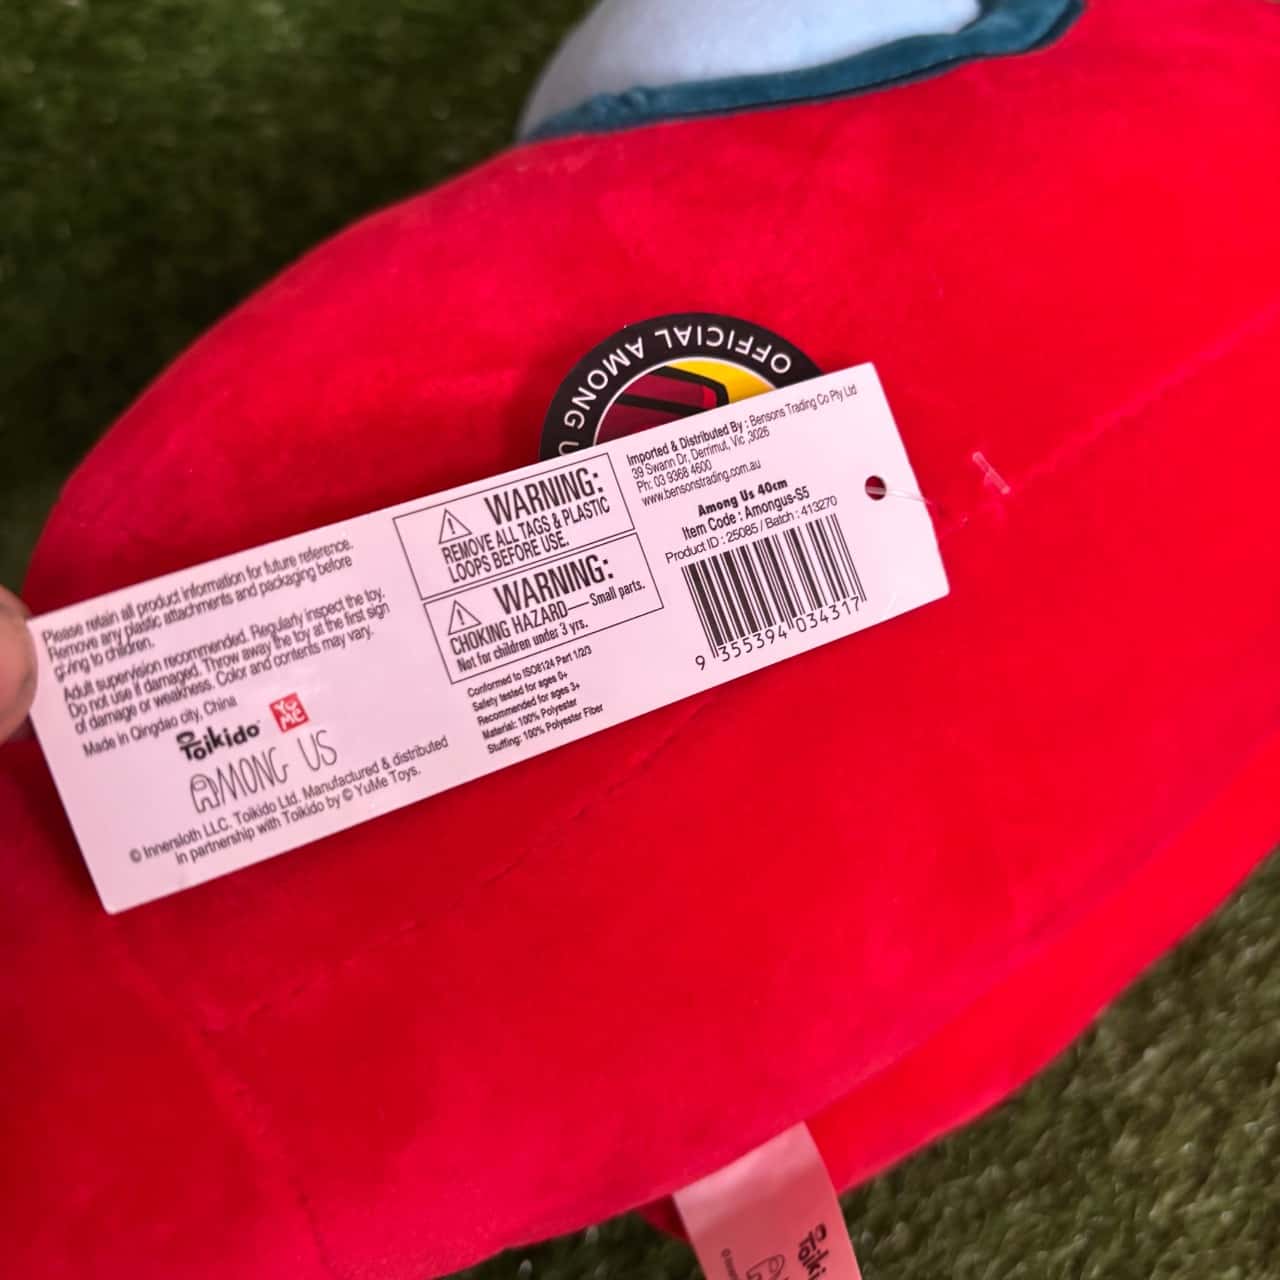 OFFICIAL AMONG U
Please retain all product information for future reference.
Remove any plastic attachments and packaging before
giving to children.
Adult supervision recommended. Regularly inspect the toy.
Do not use if damaged. Throw away the toy at the first sign
of damage or weakness. Color and contents may vary.
Made in Qingdao city, China
Toikido
YUME
AMONG US
© Innersloth LLC. Toikido Ltd. Manufactured & distributed
in partnership with Toikido by © YuMe Toys.
WARNING:
REMOVE ALL TAGS & PLASTIC
LOOPS BEFORE USE.
WARNING:
CHOKING HAZARD— Small parts.
Not for children under 3 yrs.
Conformed to ISO8124 Part 1/2/3
Safety tested for ages 0+
Recommended for ages 3+
Material: 100% Polyester
Stuffing: 100% Polyester Fiber
Imported & Distributed By : Bensons Trading Co Pty Ltd
39 Swann Dr, Derrimut, Vic ,3026
Ph: 03 9368 4600
www.bensonstrading.com.au
Among Us 40cm
Item Code : Amongus-S5
Product ID : 25085 / Batch : 413270
9 355394 034317
Toiki